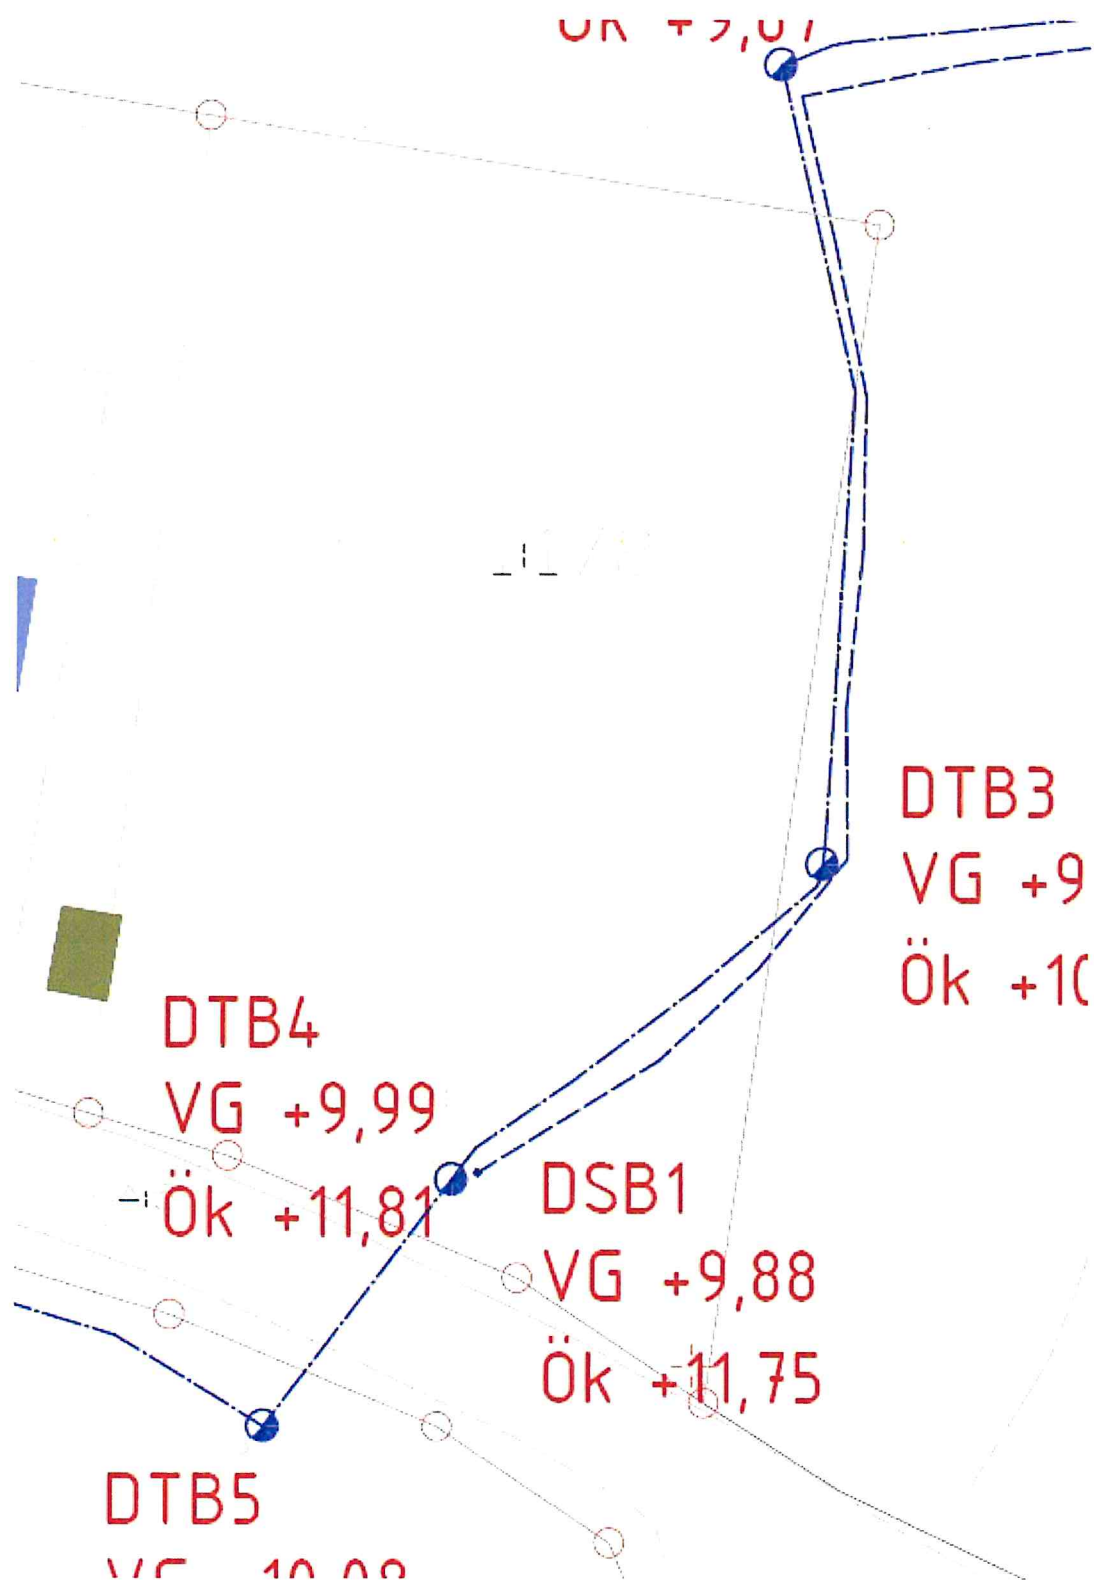 DTB3
VG +9
Ök +10
DTB4
VG +9,99
Ök +11,81
DSB1
VG +9,88
Ök +11,75
DTB5